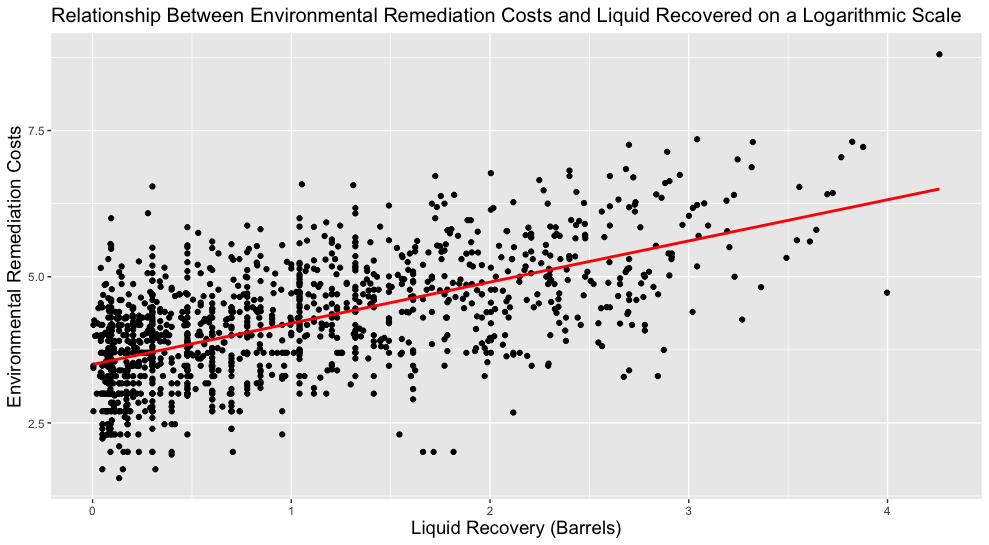 Relationship Between Environmental Remediation Costs and Liquid Recovered on a Logarithmic Scale
Environmental Remediation Costs
7.5
5.0
2.5
0 1 2 3 4
Liquid Recovery (Barrels)